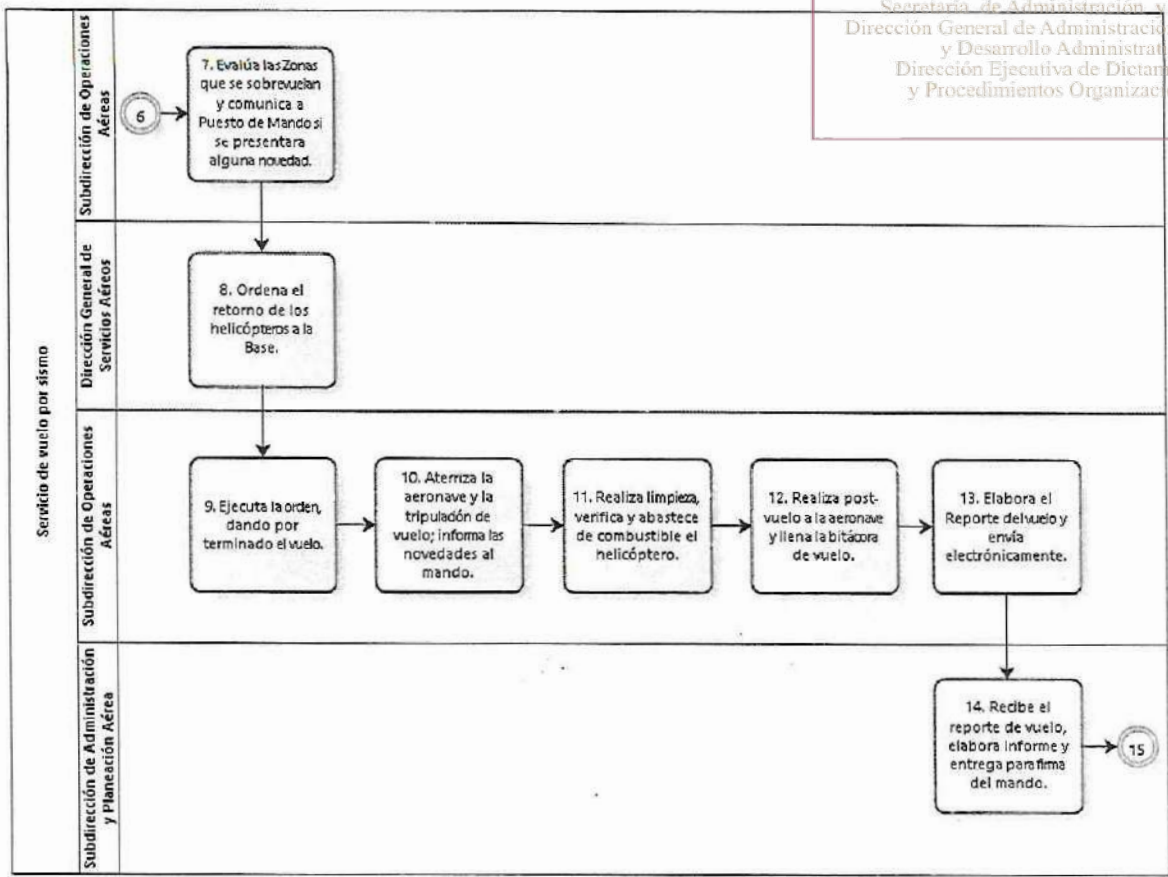 Secretaría de Administración y
Dirección General de Administració
y Desarrollo Administrat
Dirección Ejecutiva de Dictam
y Procedimientos Organizac
Servicio de vuelo por sismo
Subdirección de Operaciones
Aéreas
6
7. Evalúa las Zonas
que se sobrevuelan
y comunica a
Puesto de Mando si
se presentara
alguna novedad.
Dirección General de
Servicios Aéreos
8. Ordena el
retorno de los
helicópteros a la
Base.
Subdirección de Operaciones
Aéreas
9. Ejecuta la orden,
dando por
terminado el vuelo.
10. Aterriza la
aeronave y la
tripulación de
vuelo; informa las
novedades al
mando.
11. Realiza limpieza,
verifica y abastece
de combustible el
helicóptero.
12. Realiza post-
vuelo a la aeronave
y llena la bitácora
de vuelo.
13. Elabora el
Reporte del vuelo y
envía
electrónicamente.
Subdirección de Administración
y Planeación Aérea
14. Recibe el
reporte de vuelo,
elabora informe y
entrega para firma
del mando.
15